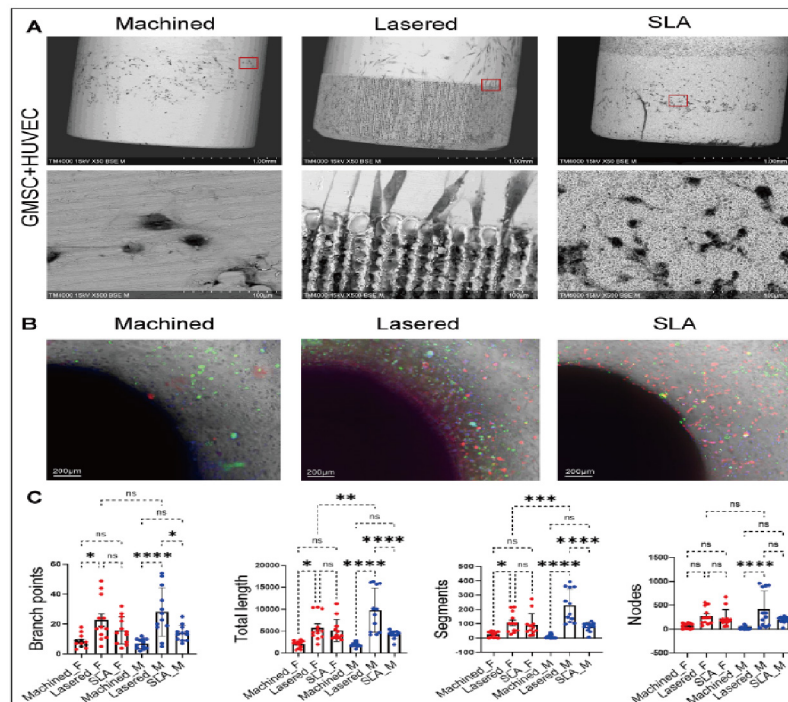 A
Machined
Lasered
SLA
GMSC+HUVEC
TM4000 15kV X50 BSE M 1.00mm
TM4000 15kV X50 BSE M 1.00mm
TM4000 15kV X50 BSE M 1.00mm
TM4000 15kV X500 BSE M 100μm
TM4000 15kV X500 BSE M 100μm
TM4000 15kV X500 BSE M
B
Machined
Lasered
SLA
200μm
200μm
200μm
C
ns
ns
ns
ns
*
*
ns
****
Branch points
60
40
20
0
Machined_F
Lasered_F
SLA_F
Machined_M
Lasered_M
SLA_M
**
ns
ns
****
*
ns
****
Total length
20000
15000
10000
5000
0
Machined_F
Lasered_F
SLA_F
Machined_M
Lasered_M
SLA_M
***
ns
ns
****
*
ns
****
Segments
500
400
300
200
100
0
-100
Machined_F
Lasered_F
SLA_F
Machined_M
Lasered_M
SLA_M
ns
ns
ns
ns
ns
ns
****
Nodes
1500
1000
500
0
-500
Machined_F
Lasered_F
SLA_F
Machined_M
Lasered_M
SLA_M